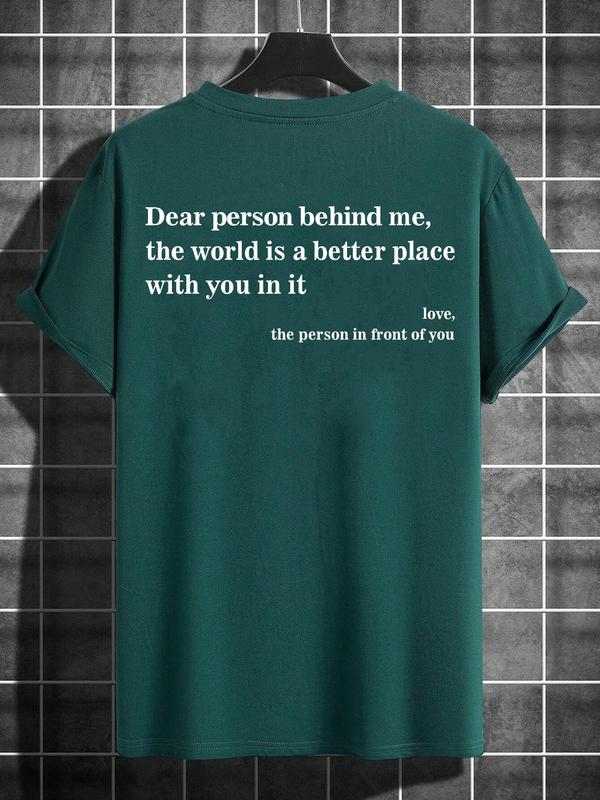 Dear person behind me,
the world is a better place
with you in it
love,
the person in front of you